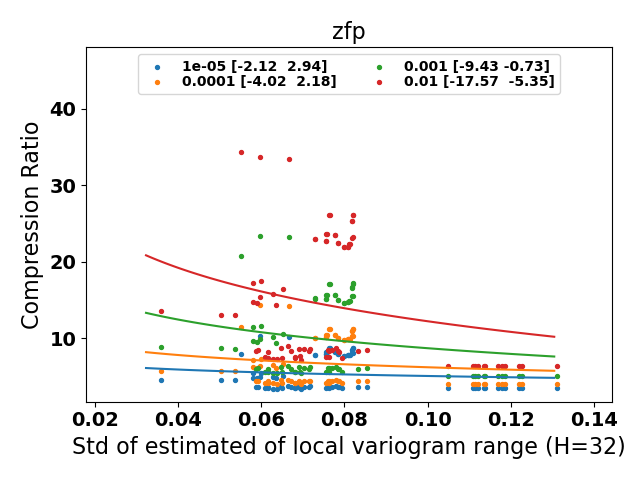 zfp
1e-05 [-2.12  2.94]
0.0001 [-4.02  2.18]
0.001 [-9.43 -0.73]
0.01 [-17.57  -5.35]
Compression Ratio
40
30
20
10
0.02 0.04 0.06 0.08 0.10 0.12 0.14
Std of estimated of local variogram range (H=32)